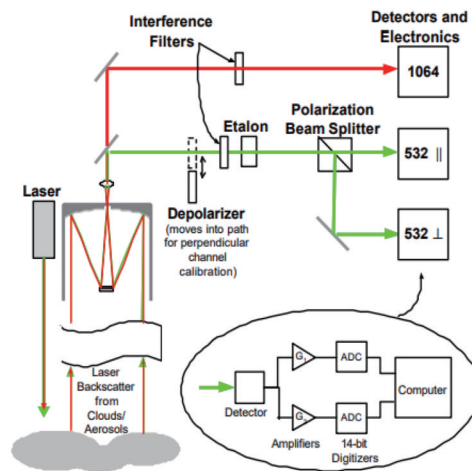 Interference
Filters
Detectors and
Electronics
1064
Etalon
Polarization
Beam Splitter
532 ||
Laser
Depolarizer
(moves into path
for perpendicular
channel
calibration)
532 ⊥
Laser
Backscatter
from
Clouds/
Aerosols
G₁
ADC
Detector
Computer
ADC
Amplifiers
14-bit
Digitizers